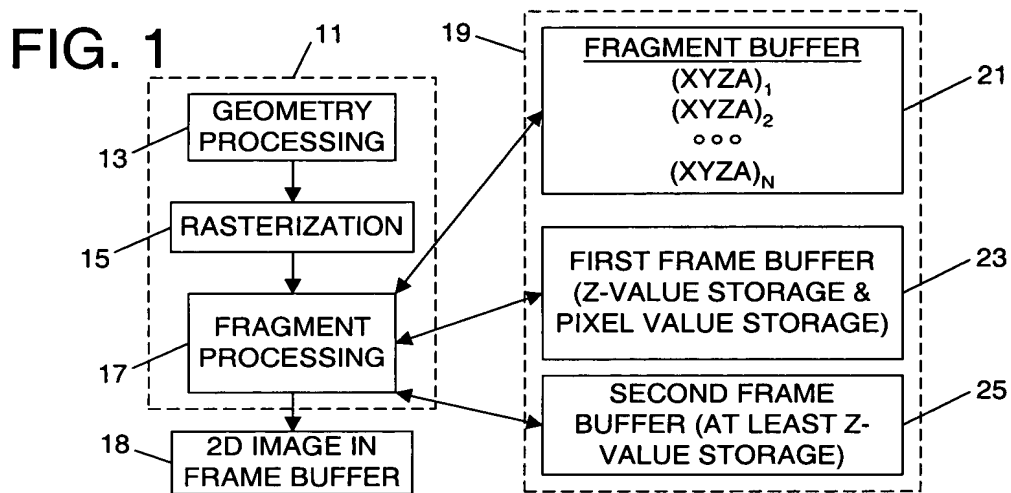 FIG. 1
11
GEOMETRY
PROCESSING
13
RASTERIZATION
15
FRAGMENT
PROCESSING
17
2D IMAGE IN
FRAME BUFFER
18
19
FRAGMENT BUFFER
(XYZA)1
(XYZA)2
ooo
(XYZA)N
21
FIRST FRAME BUFFER
(Z-VALUE STORAGE &
PIXEL VALUE STORAGE)
23
SECOND FRAME
BUFFER (AT LEAST Z-
VALUE STORAGE)
25